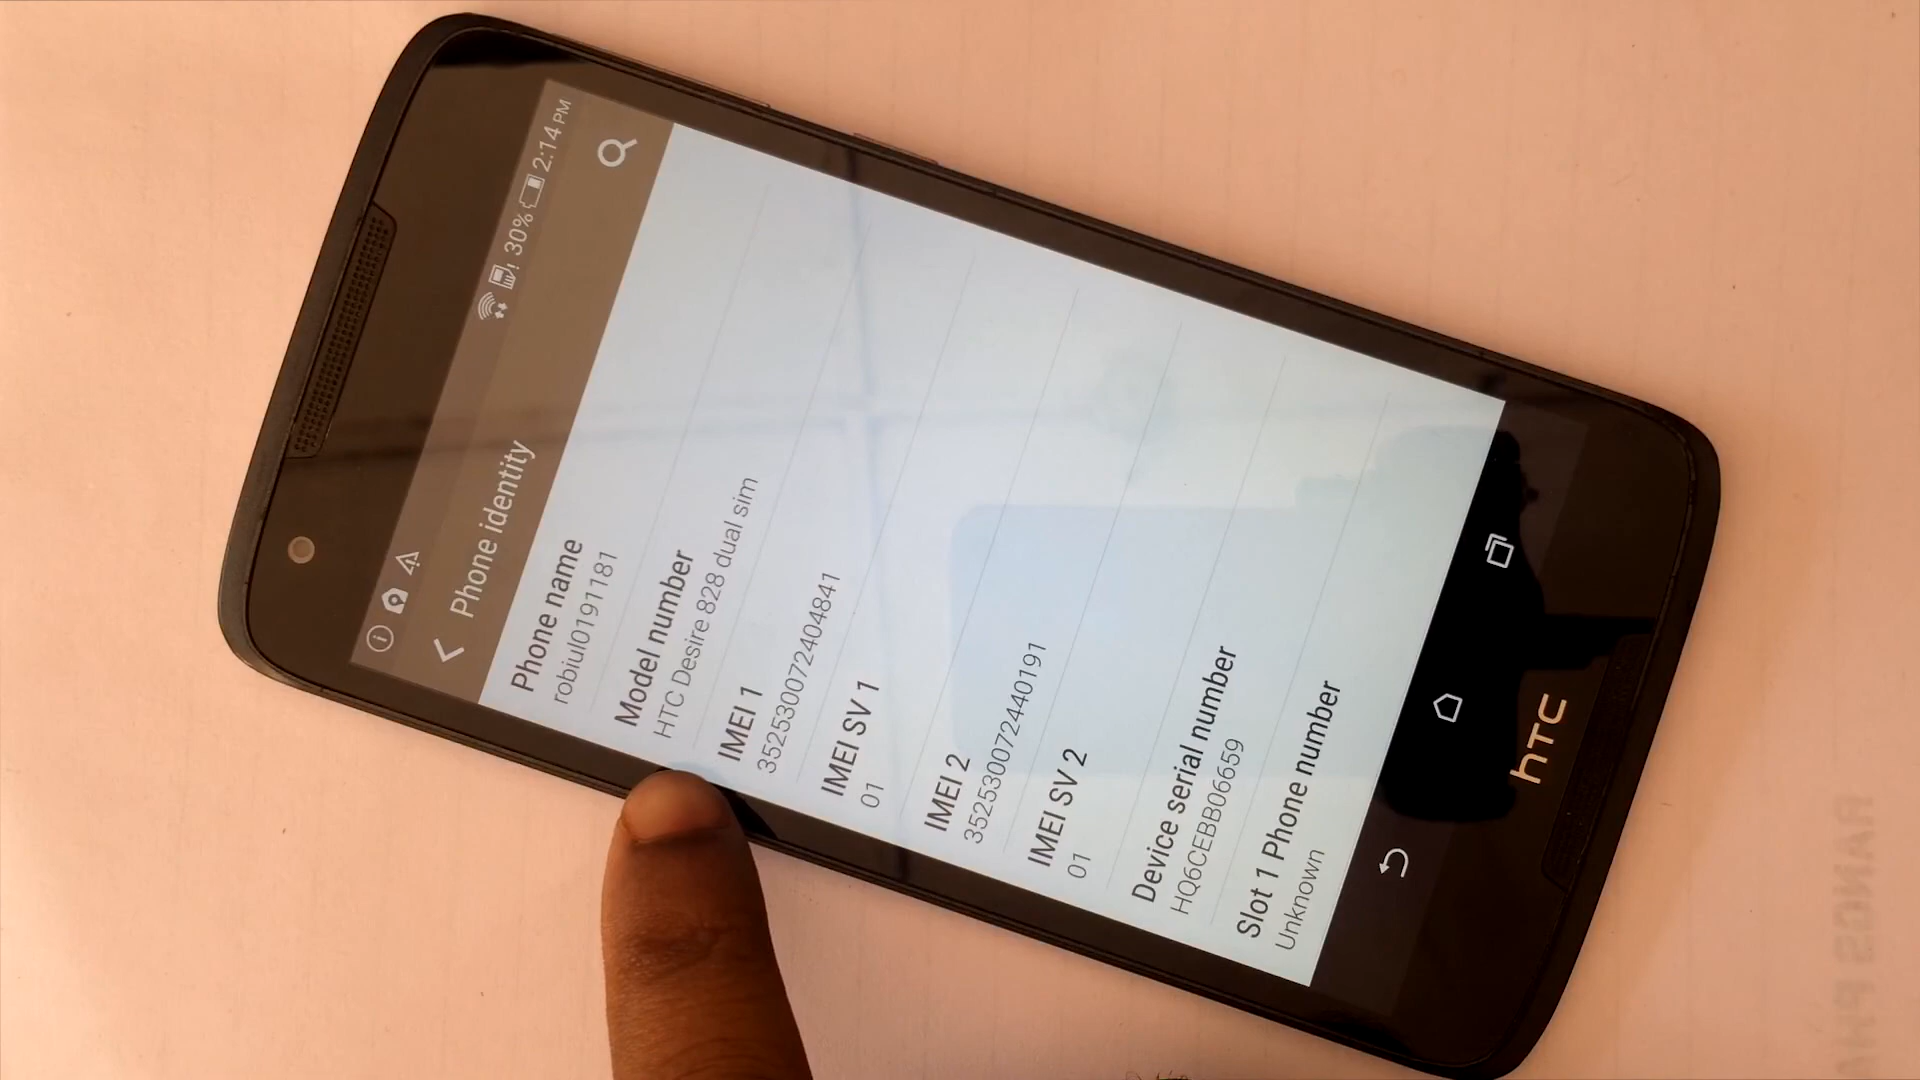 30% 2:14 PM
Phone identity
Phone name
robiul01911181
Model number
HTC Desire 828 dual sim
IMEI 1
352530072404841
IMEI SV 1
01
IMEI 2
352530072440191
IMEI SV 2
01
Device serial number
HQ6CEBB06659
Slot 1 Phone number
Unknown
hTC